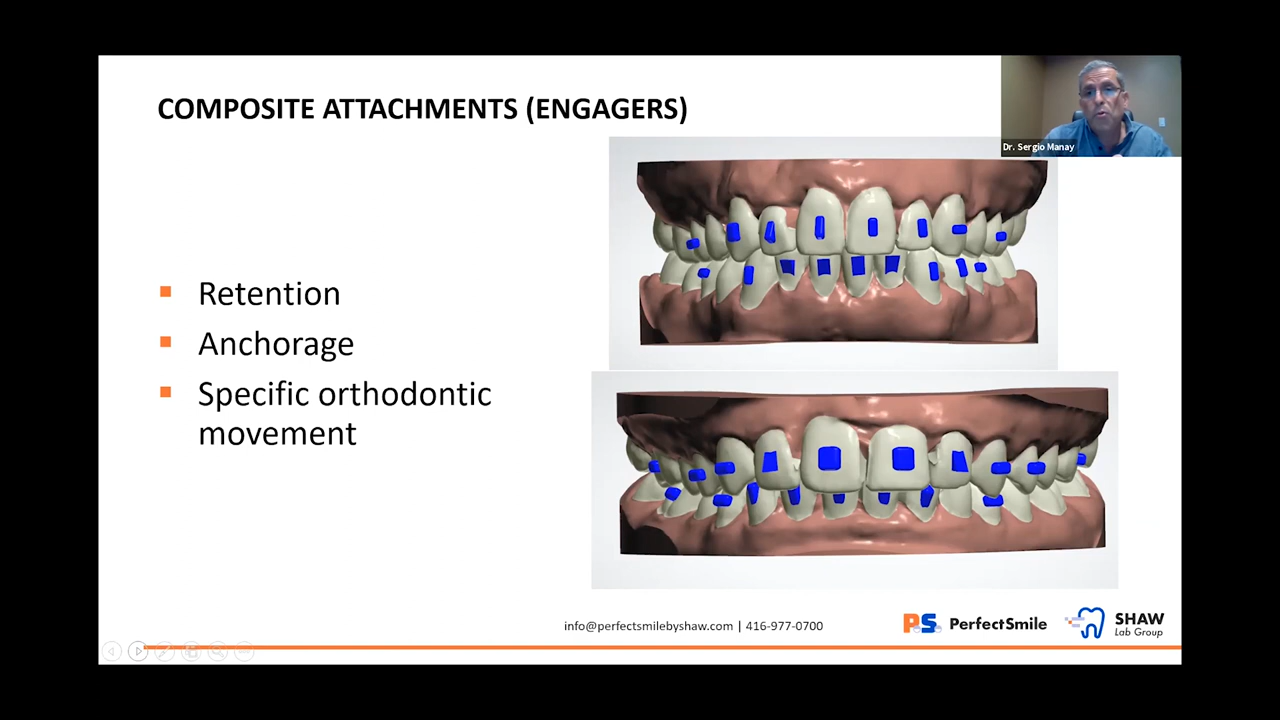 COMPOSITE ATTACHMENTS (ENGAGERS)
Dr. Sergio Manay
Retention
Anchorage
Specific orthodontic
movement
info@perfectsmilebyshaw.com | 416-977-0700
PS PerfectSmile
SHAW
Lab Group